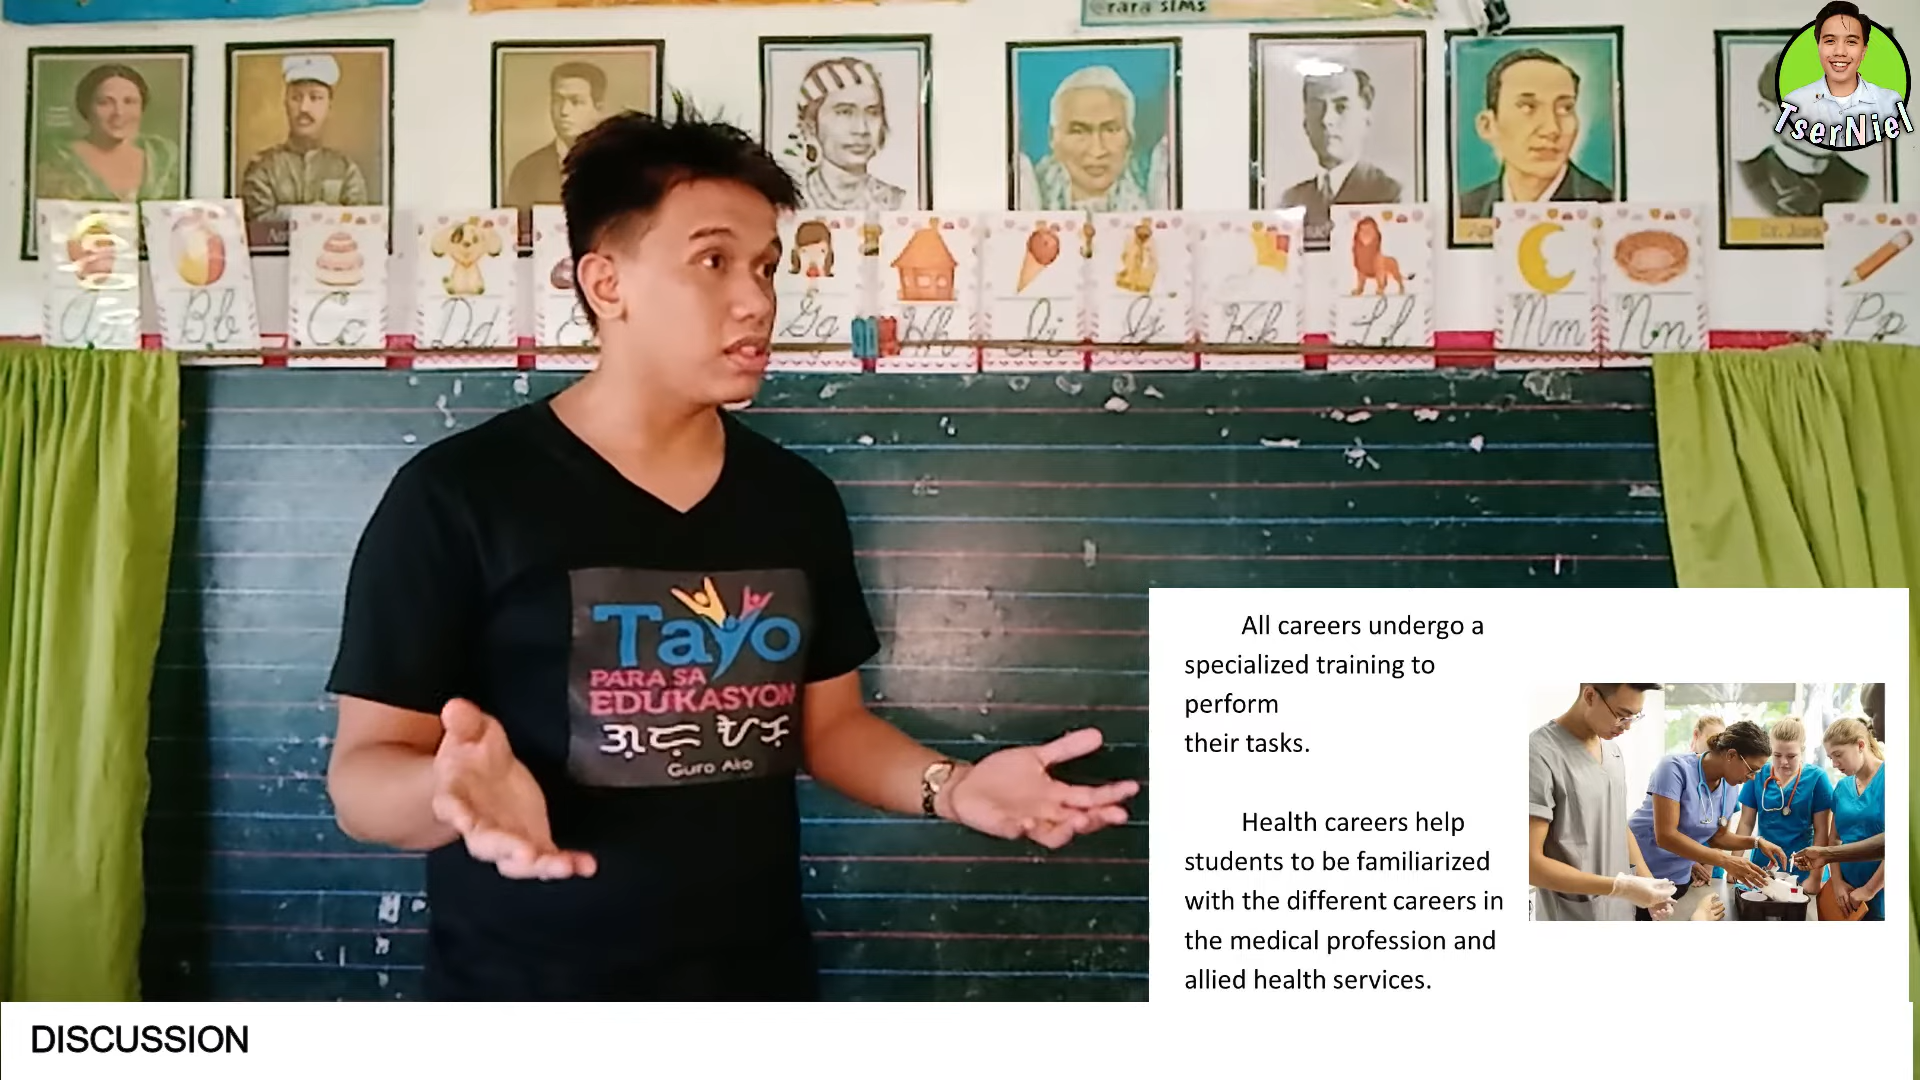 @rara sims
TserNiel
Aa
Bb
Cc
Dd
Gg
Hh
Ii
Jj
Kk
Ll
Mm
Nn
Pp
Tayo
PARA SA
EDUKASYON
Guro Ako
All careers undergo a
specialized training to
perform
their tasks.
Health careers help
students to be familiarized
with the different careers in
the medical profession and
allied health services.
DISCUSSION